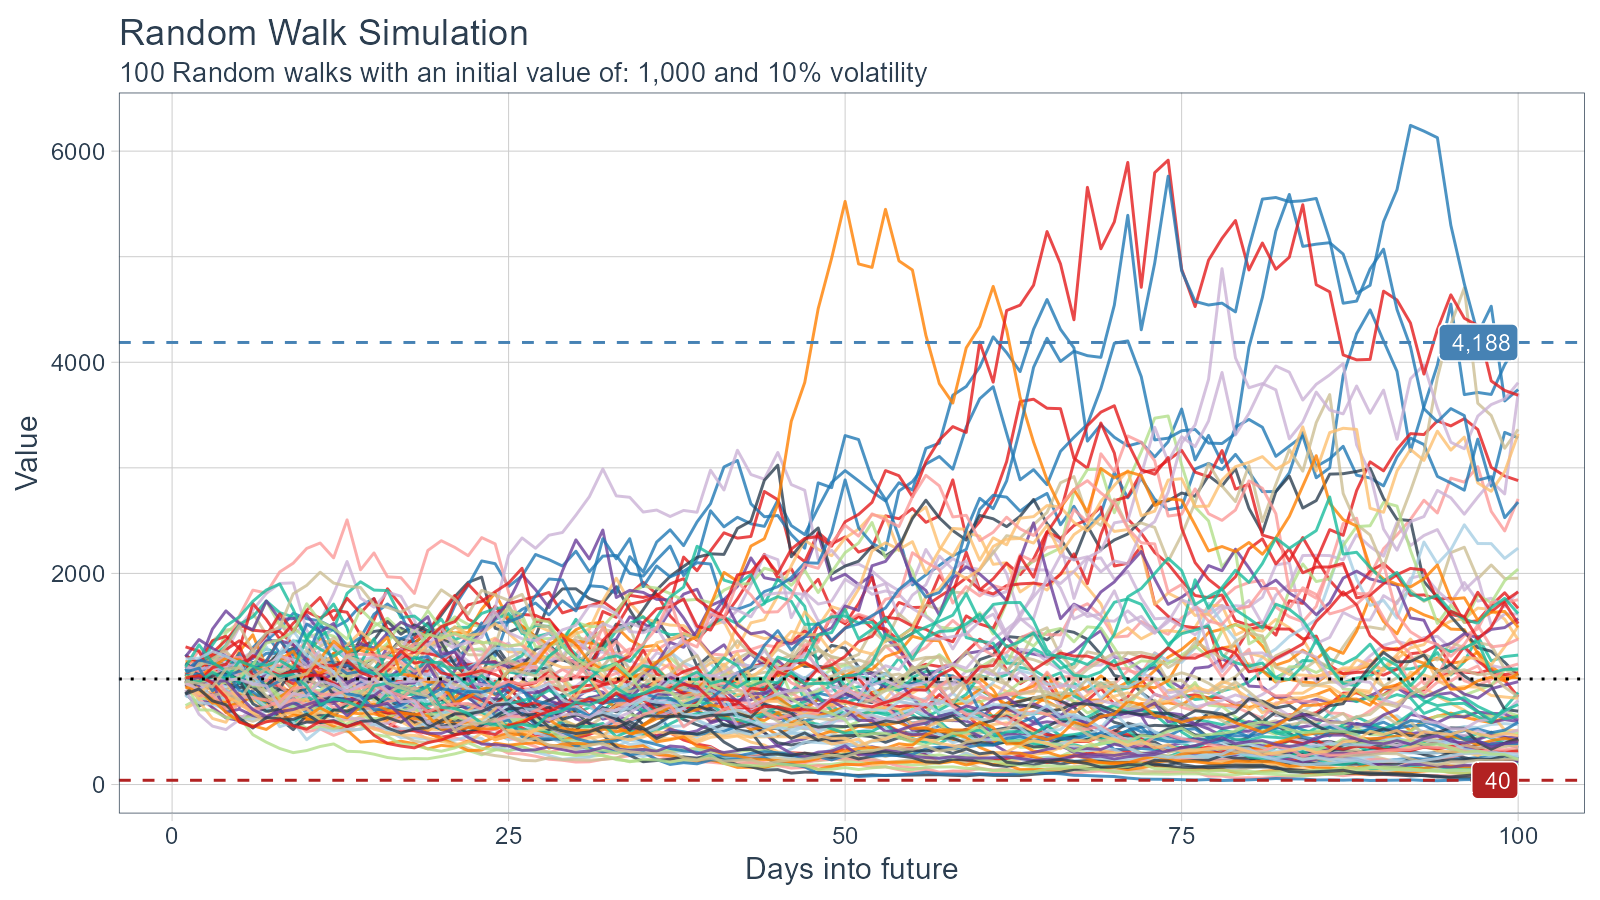 Random Walk Simulation
100 Random walks with an initial value of: 1,000 and 10% volatility
Value
6000
4000
2000
0
4,188
40
0
25
50
75
100
Days into future